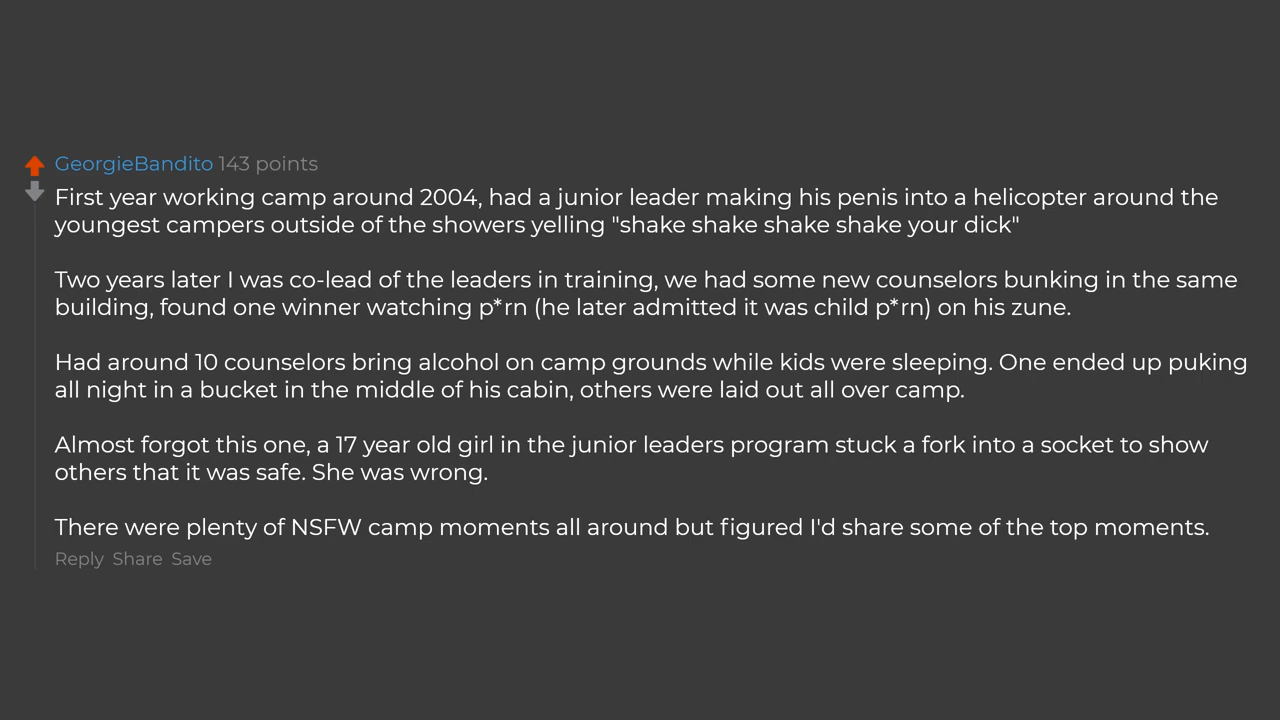 GeorgieBandito 143 points
First year working camp around 2004, had a junior leader making his penis into a helicopter around the
youngest campers outside of the showers yelling "shake shake shake shake your dick"
Two years later I was co-lead of the leaders in training, we had some new counselors bunking in the same
building, found one winner watching p*rn (he later admitted it was child p*rn) on his zune.
Had around 10 counselors bring alcohol on camp grounds while kids were sleeping. One ended up puking
all night in a bucket in the middle of his cabin, others were laid out all over camp.
Almost forgot this one, a 17 year old girl in the junior leaders program stuck a fork into a socket to show
others that it was safe. She was wrong.
There were plenty of NSFW camp moments all around but figured I'd share some of the top moments.
Reply Share Save